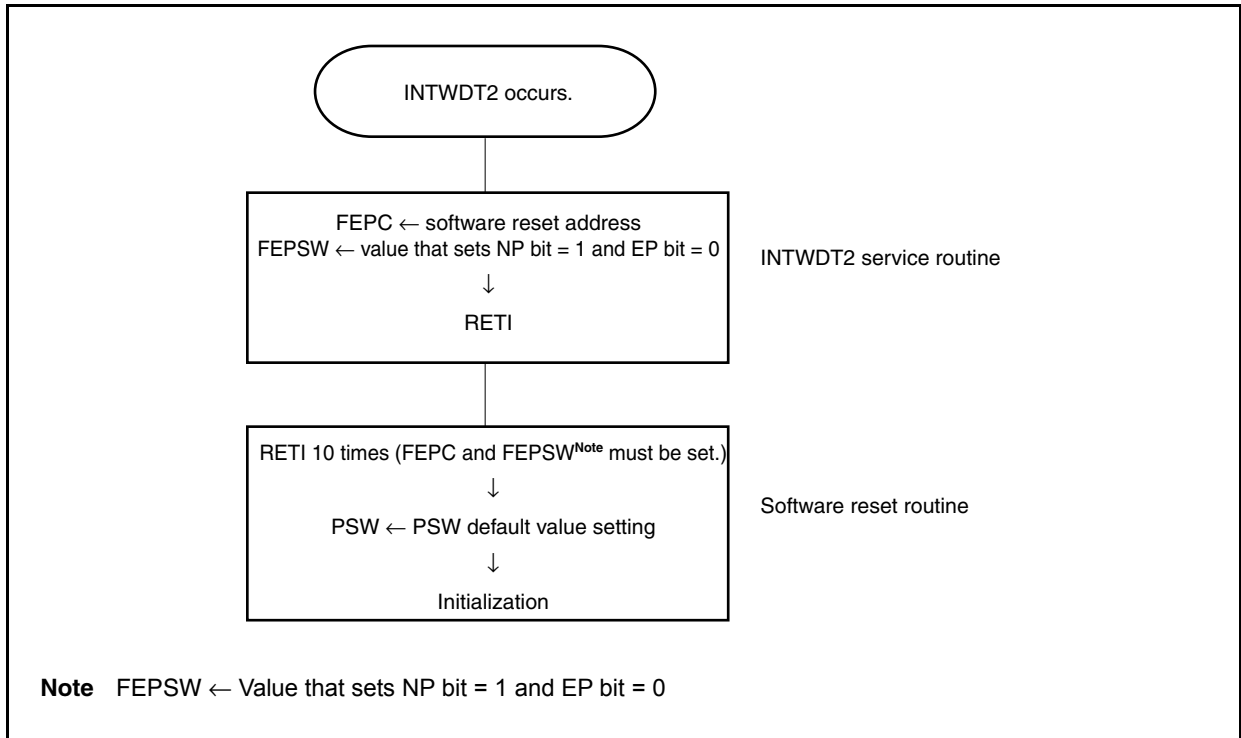 INTWDT2 occurs.
FEPC ← software reset address
FEPSW ← value that sets NP bit = 1 and EP bit = 0
↓
RETI
INTWDT2 service routine
RETI 10 times (FEPC and FEPSWNote must be set.)
↓
PSW ← PSW default value setting
↓
Initialization
Software reset routine
Note FEPSW ← Value that sets NP bit = 1 and EP bit = 0